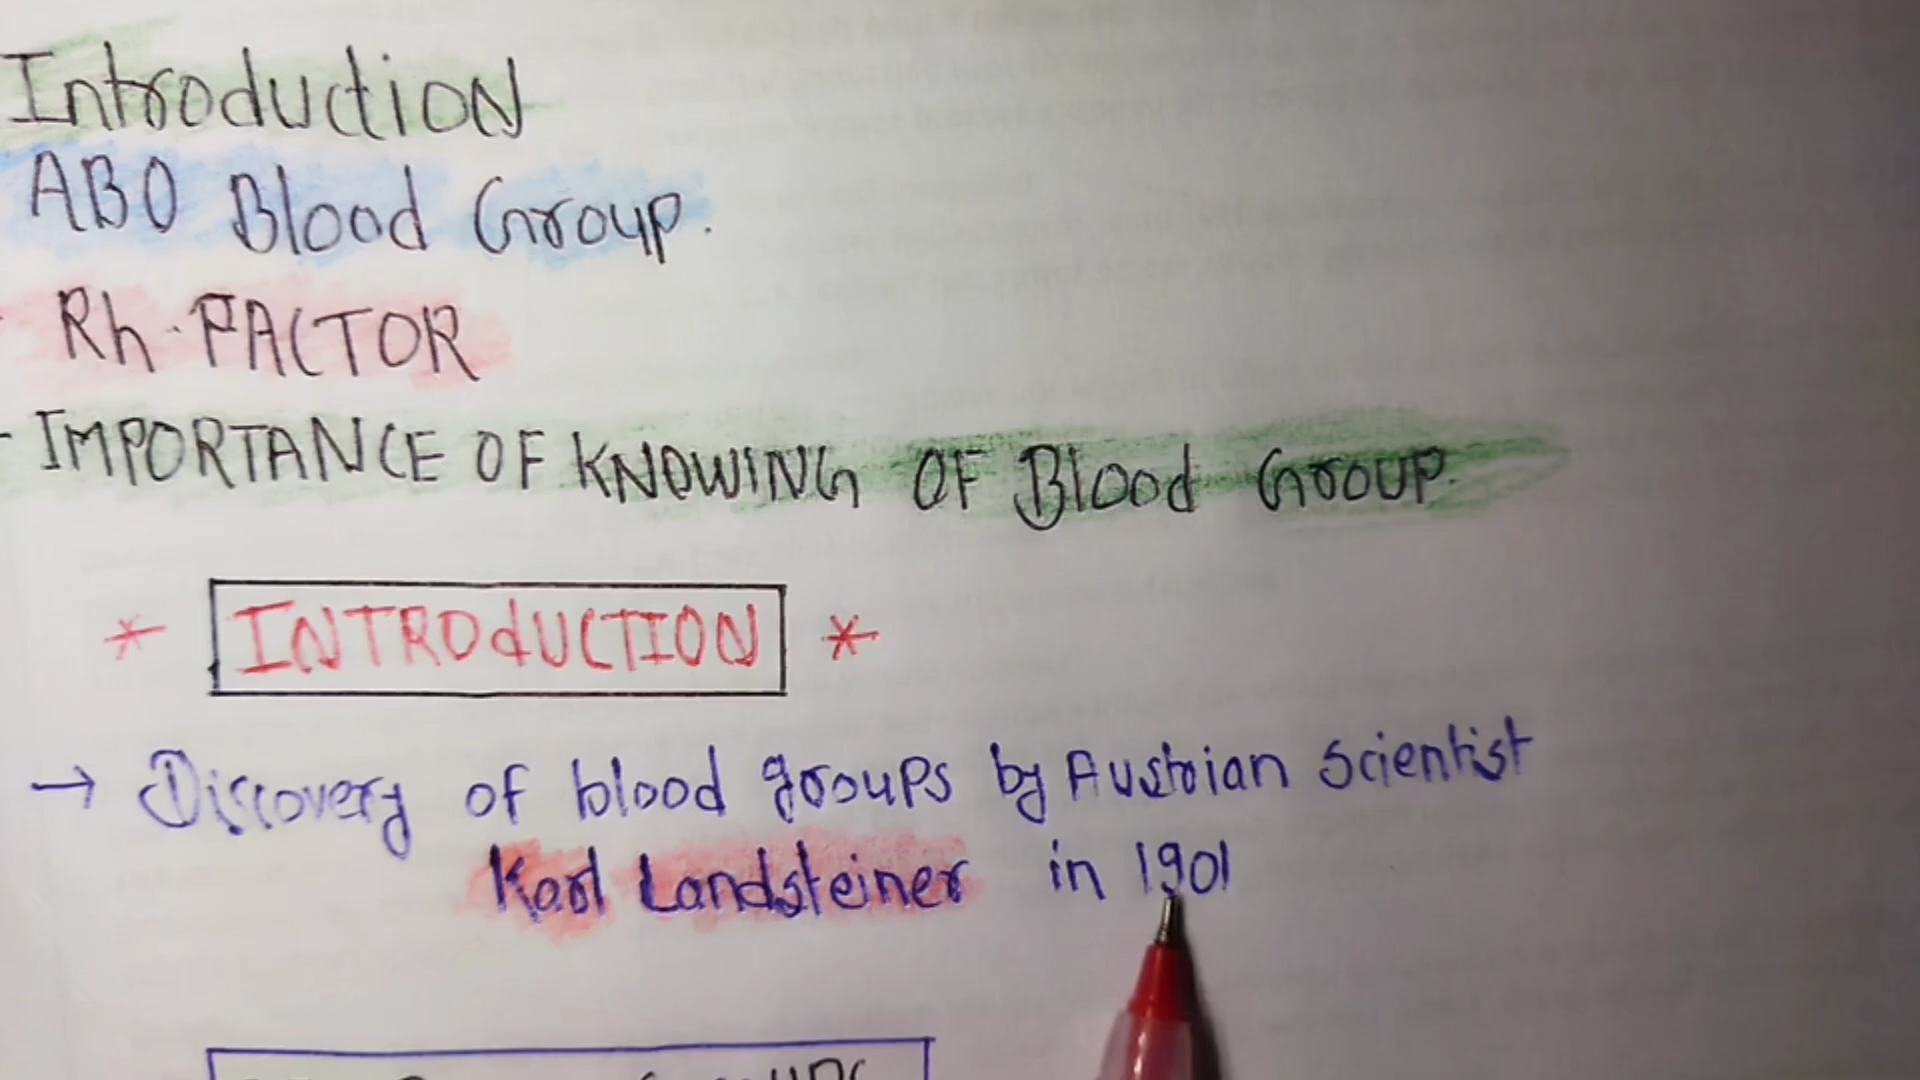 Introduction
ABO Blood Group.
Rh-FACTOR
- IMPORTANCE OF KNOWING OF Blood Group.
* INTRODUCTION *
→ Discovery of blood groups by Austrian Scientist
Karl Landsteiner in 1901